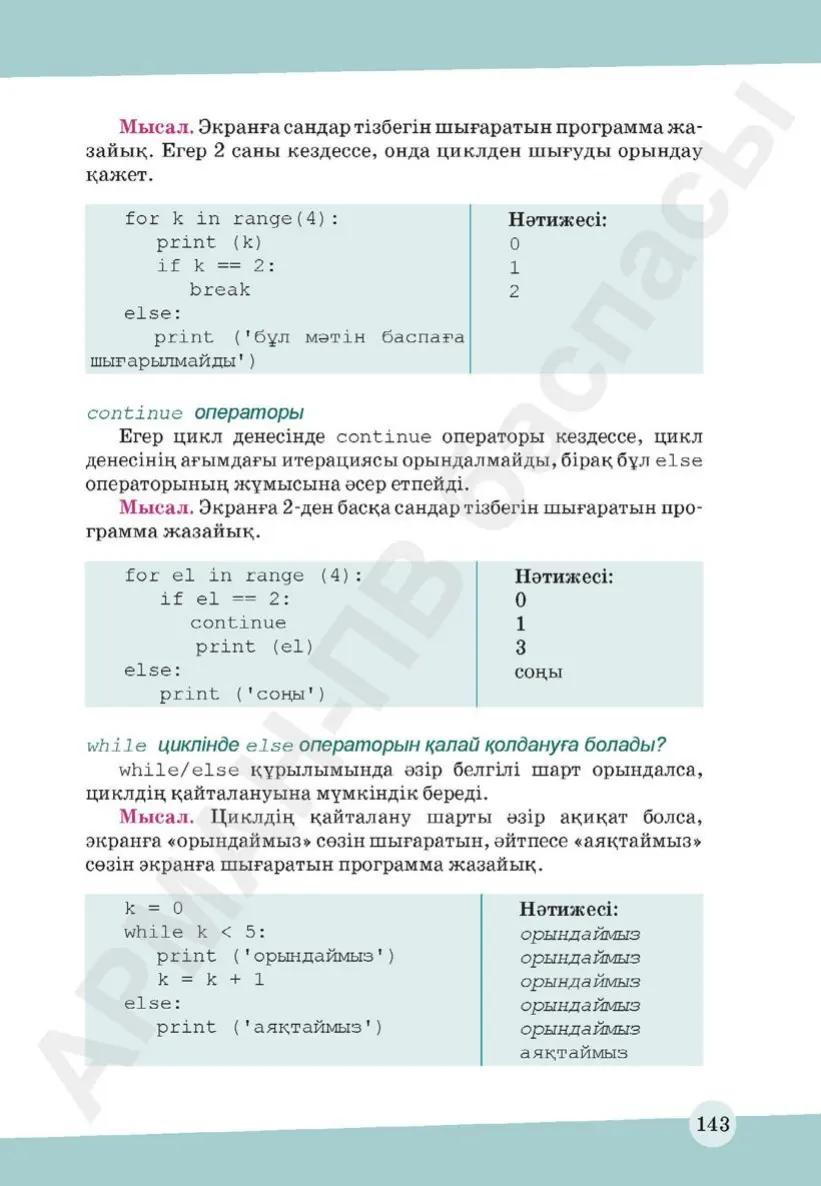 Мысал. Экранға сандар тізбегін шығаратын программа жа-
зайық. Егер 2 саны кездессе, онда циклден шығуды орындау
қажет.
for k in range(4):
print (k)
if k == 2:
break
else:
print ('бұл мәтін баспаға
шығарылмайды')
Нәтижесі:
0
1
2
continue операторы
Егер цикл денесінде continue операторы кездессе, цикл
денесінің ағымдағы итерациясы орындалмайды, бірақ бұл else
операторының жұмысына әсер етпейді.
Мысал. Экранға 2-ден басқа сандар тізбегін шығаратын про-
грамма жазайық.
for el in range (4):
if el == 2:
continue
print (el)
else:
print ('соңы')
Нәтижесі:
0
1
3
соңы
while циклінде else операторын қалай қолдануға болады?
while/else құрылымында әзір белгілі шарт орындалса,
циклдің қайталануына мүмкіндік береді.
Мысал. Циклдің қайталану шарты әзір ақиқат болса,
экранға «орындаймыз» сөзін шығаратын, әйтпесе «аяқтаймыз»
сөзін экранға шығаратын программа жазайық.
k = 0
while k < 5:
print ('орындаймыз')
k = k + 1
else:
print ('аяқтаймыз')
Нәтижесі:
орындаймыз
орындаймыз
орындаймыз
орындаймыз
орындаймыз
аяқтаймыз
143
АРМАН-ПВ баспасы